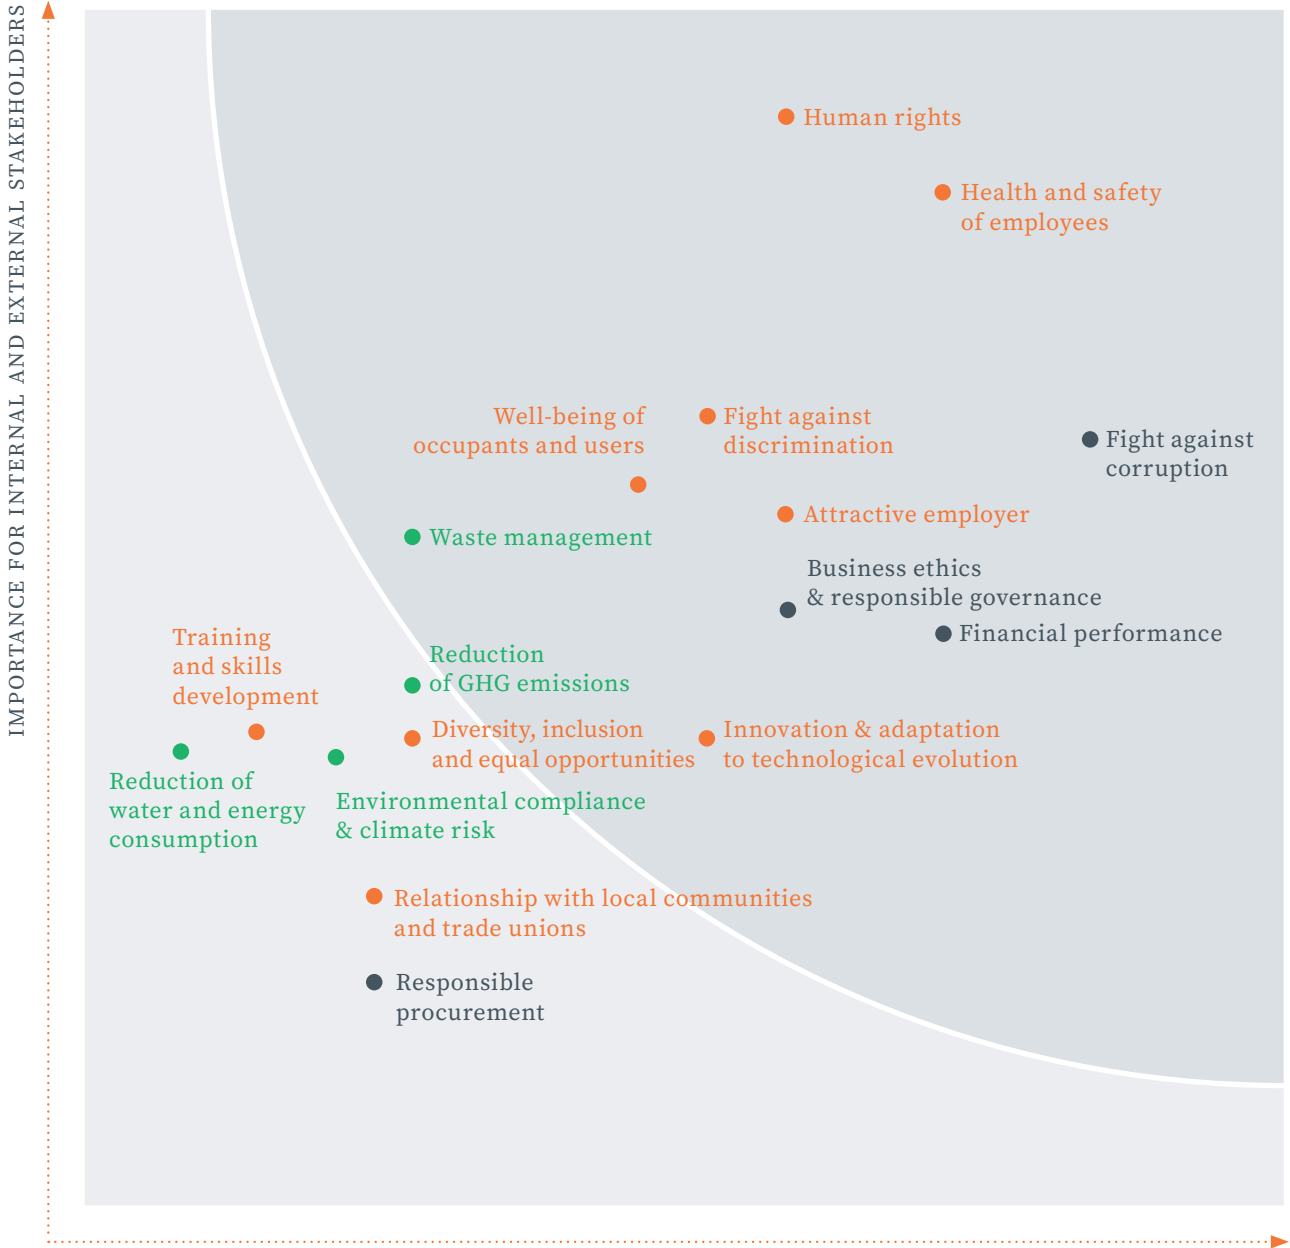 IMPORTANCE FOR INTERNAL AND EXTERNAL STAKEHOLDERS
Human rights
Health and safety
of employees
Well-being of
occupants and users
Fight against
discrimination
Fight against
corruption
Attractive employer
Waste management
Business ethics
& responsible governance
Financial performance
Training
and skills
development
Reduction
of GHG emissions
Diversity, inclusion
and equal opportunities
Innovation & adaptation
to technological evolution
Reduction of
water and energy
consumption
Environmental compliance
& climate risk
Relationship with local communities
and trade unions
Responsible
procurement